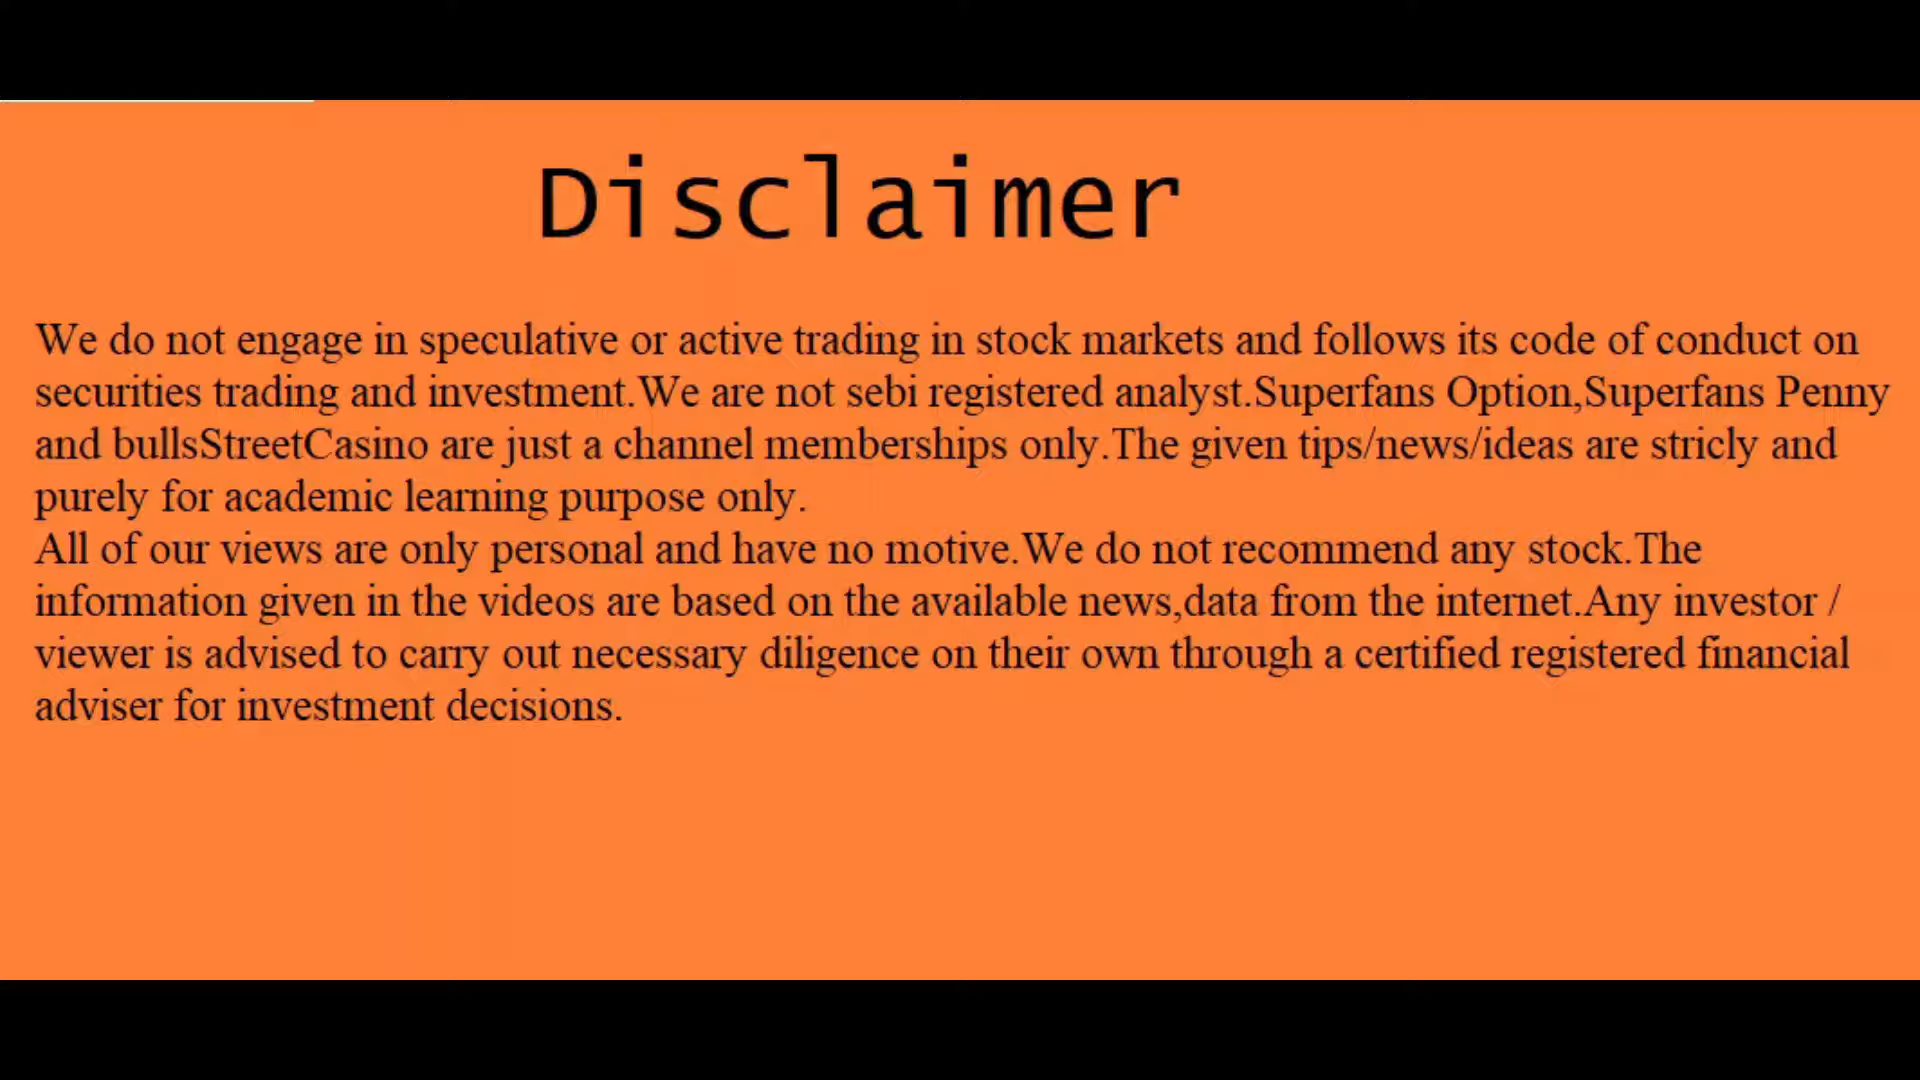 Disclaimer
We do not engage in speculative or active trading in stock markets and follows its code of conduct on
securities trading and investment.We are not sebi registered analyst.Superfans Option,Superfans Penny
and bullsStreetCasino are just a channel memberships only.The given tips/news/ideas are stricly and
purely for academic learning purpose only.
All of our views are only personal and have no motive.We do not recommend any stock.The
information given in the videos are based on the available news,data from the internet.Any investor /
viewer is advised to carry out necessary diligence on their own through a certified registered financial
adviser for investment decisions.